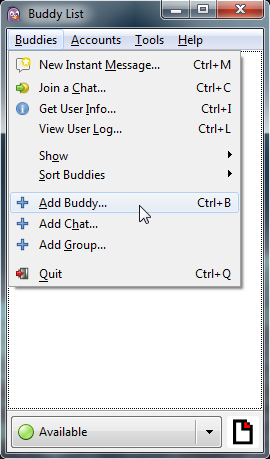 Buddy List
Buddies Accounts Tools Help
New Instant Message... Ctrl+M
Join a Chat... Ctrl+C
Get User Info... Ctrl+I
View User Log... Ctrl+L
Show
Sort Buddies
Add Buddy... Ctrl+B
Add Chat...
Add Group...
Quit Ctrl+Q
Available